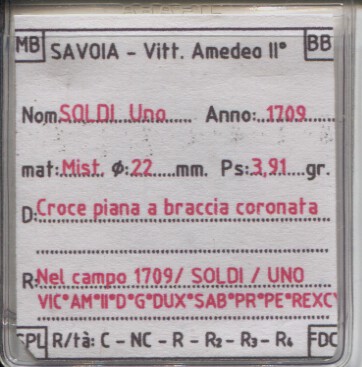 MB SAVOIA - Vitt. Amedeo II° BB
Nom.SOLDI Uno Anno:..1709
mat:Mist. Φ:.22.....mm. Ps:3,91...gr.
D:Croce piana a braccia coronata
R:Nel campo 1709/ SOLDI / UNO
VIC°AM°II°D°G°DUX°SAB°PR°PE°REXCY
SPL R/tà: C - NC - R - R2 - R3 - R4 FDC